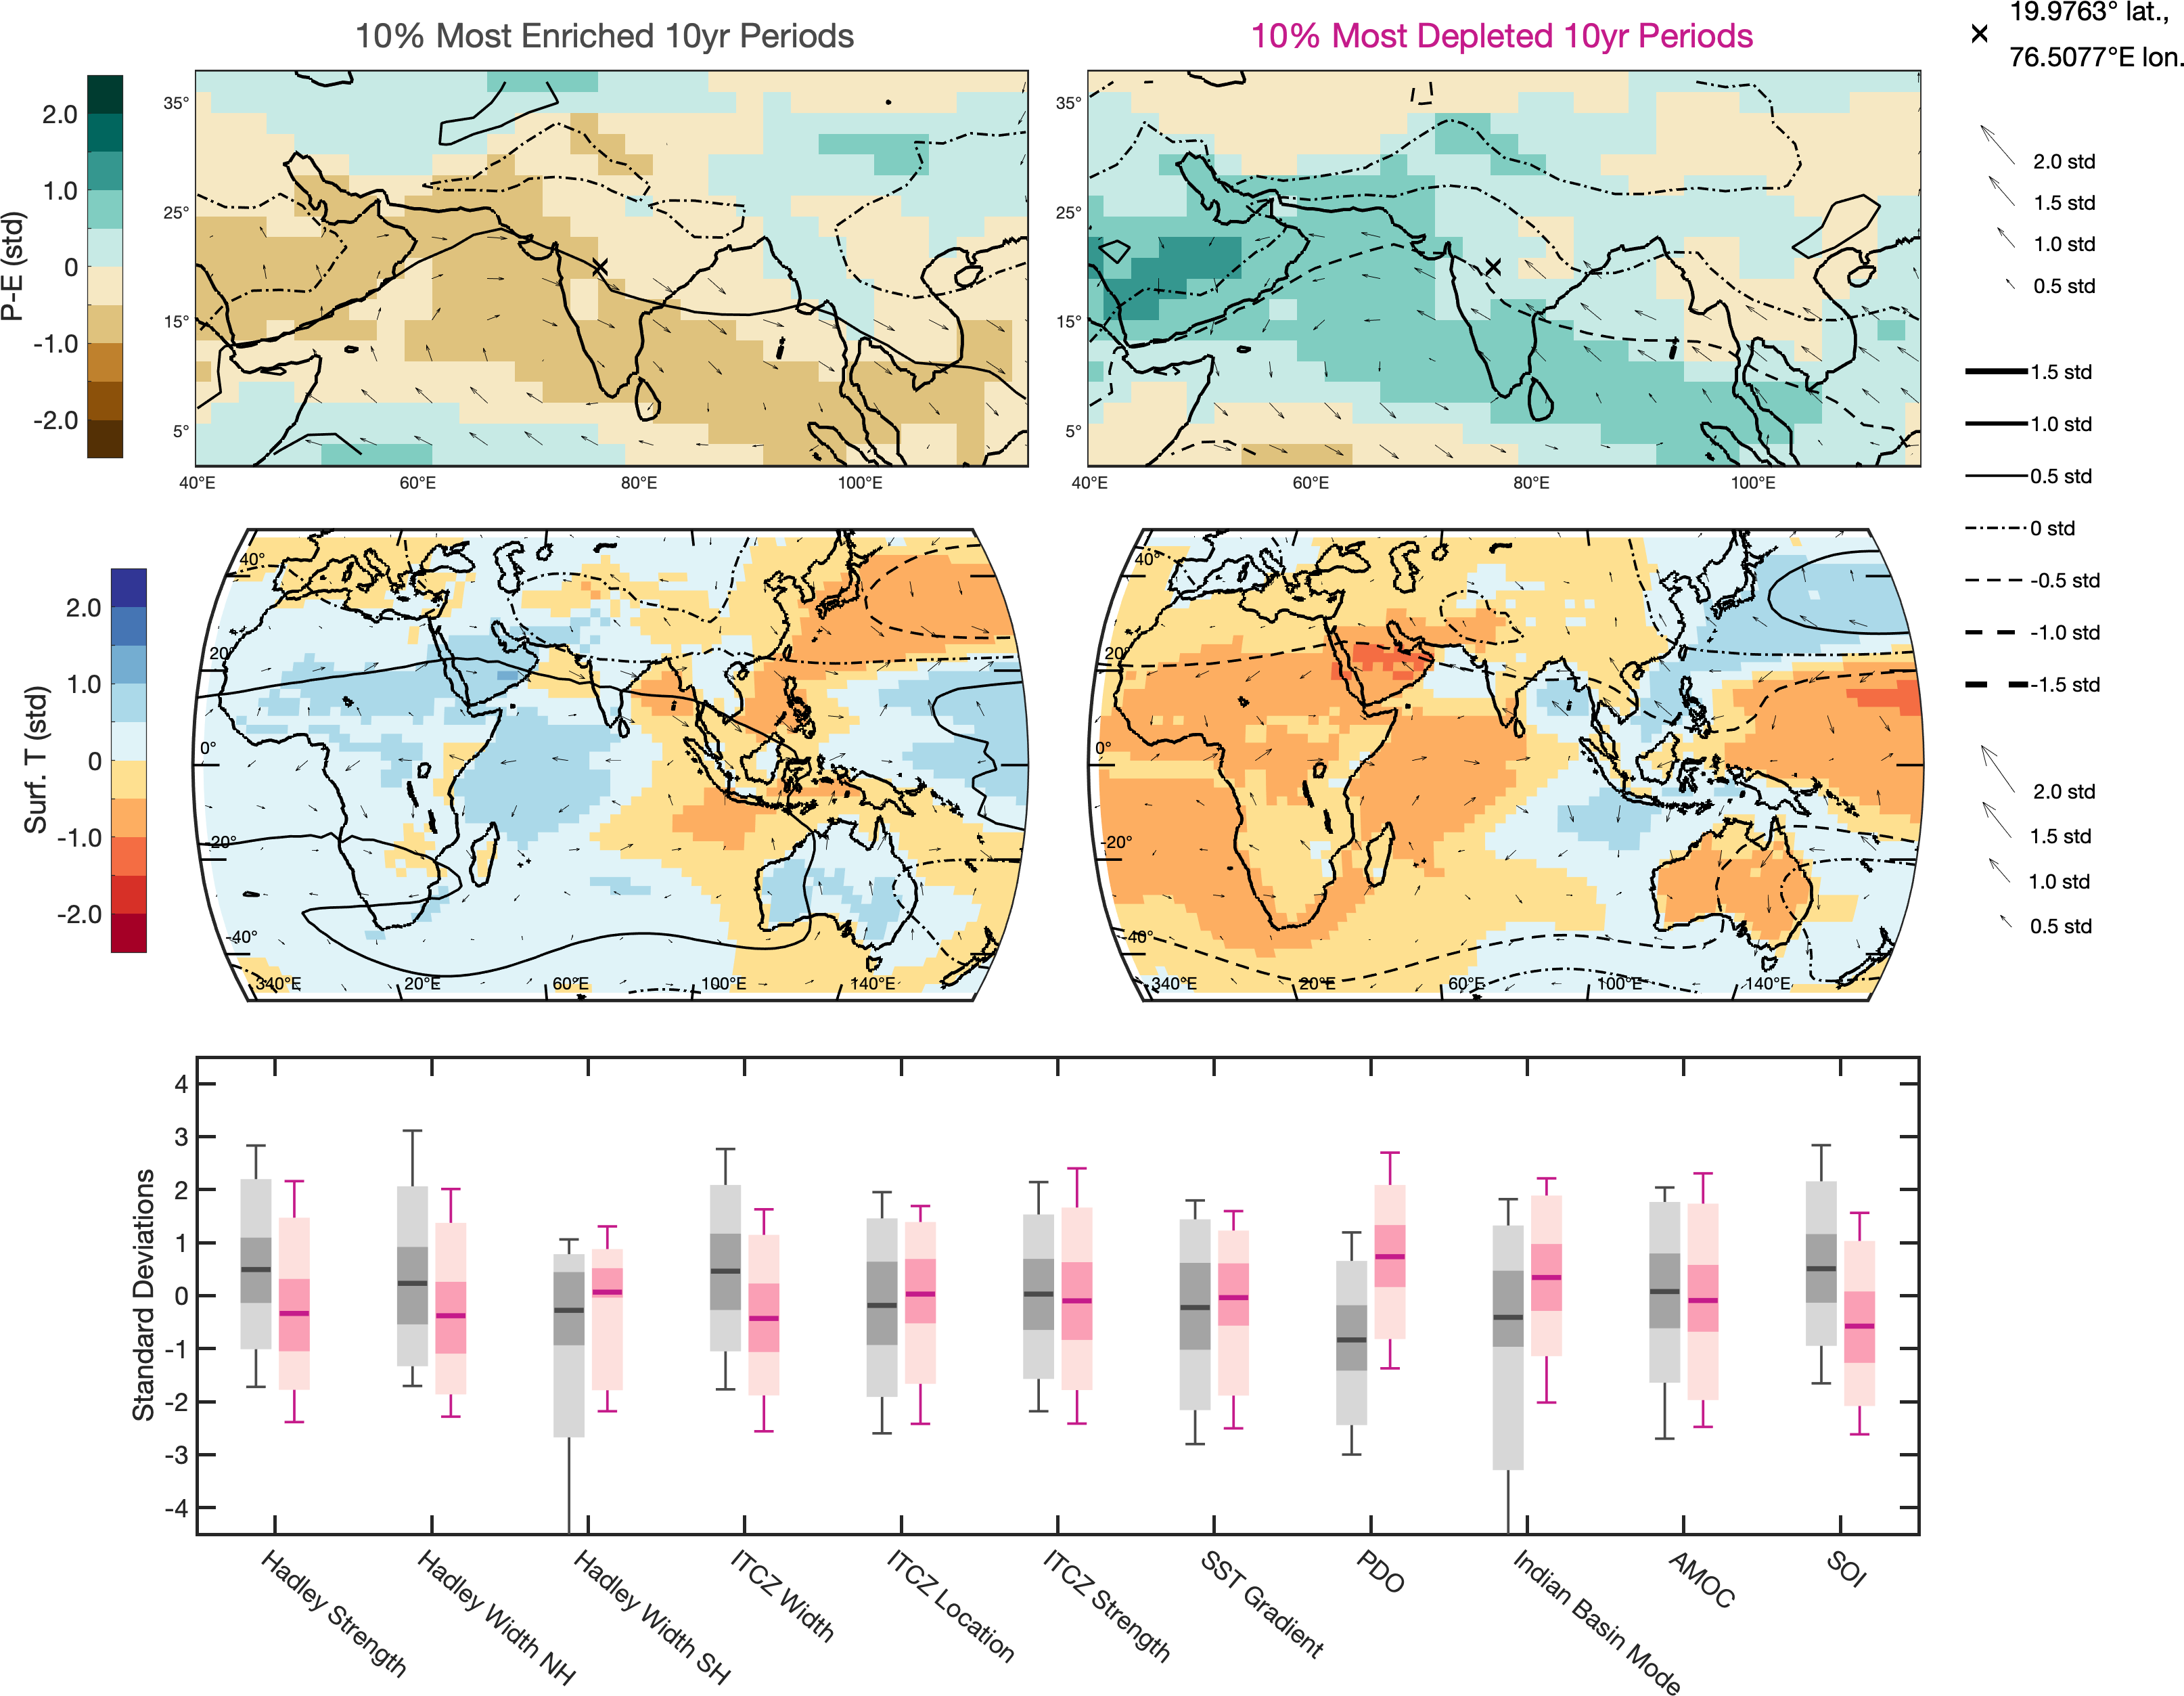 10% Most Enriched 10yr Periods
10% Most Depleted 10yr Periods
19.9763° lat.,
76.5077°E lon.
P-E (std)
2.0
1.0
0
-1.0
-2.0
35°
25°
15°
5°
40°E
60°E
80°E
100°E
35°
25°
15°
5°
40°E
60°E
80°E
100°E
2.0 std
1.5 std
1.0 std
0.5 std
1.5 std
1.0 std
0.5 std
0 std
-0.5 std
-1.0 std
-1.5 std
Surf. T (std)
2.0
1.0
0
-1.0
-2.0
40°
20°
0°
-20°
-40°
340°E
20°E
60°E
100°E
140°E
40°
20°
0°
-20°
-40°
340°E
20°E
60°E
100°E
140°E
2.0 std
1.5 std
1.0 std
0.5 std
Standard Deviations
4
3
2
1
0
-1
-2
-3
-4
Hadley Strength
Hadley Width NH
Hadley Width SH
ITCZ Width
ITCZ Location
ITCZ Strength
SST Gradient
PDO
Indian Basin Mode
AMOC
SOI